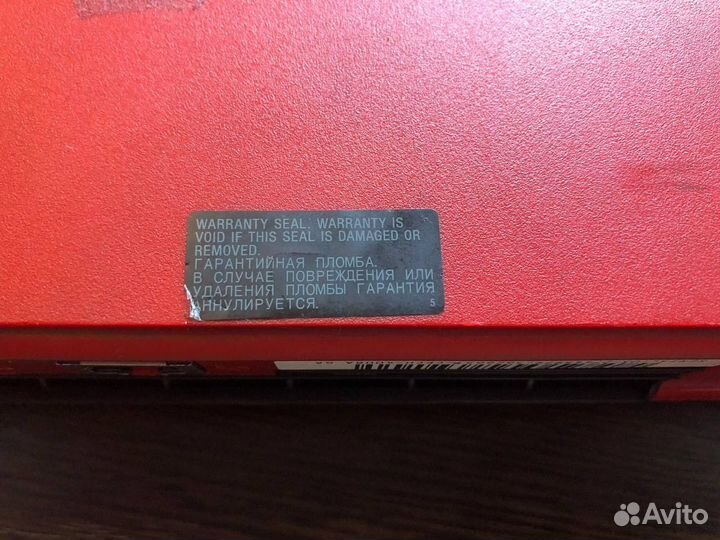 WARRANTY SEAL. WARRANTY IS
VOID IF THIS SEAL IS DAMAGED OR
REMOVED.
ГАРАНТИЙНАЯ ПЛОМБА.
В СЛУЧАЕ ПОВРЕЖДЕНИЯ ИЛИ
УДАЛЕНИЯ ПЛОМБЫ ГАРАНТИЯ
АННУЛИРУЕТСЯ.
5
Avito